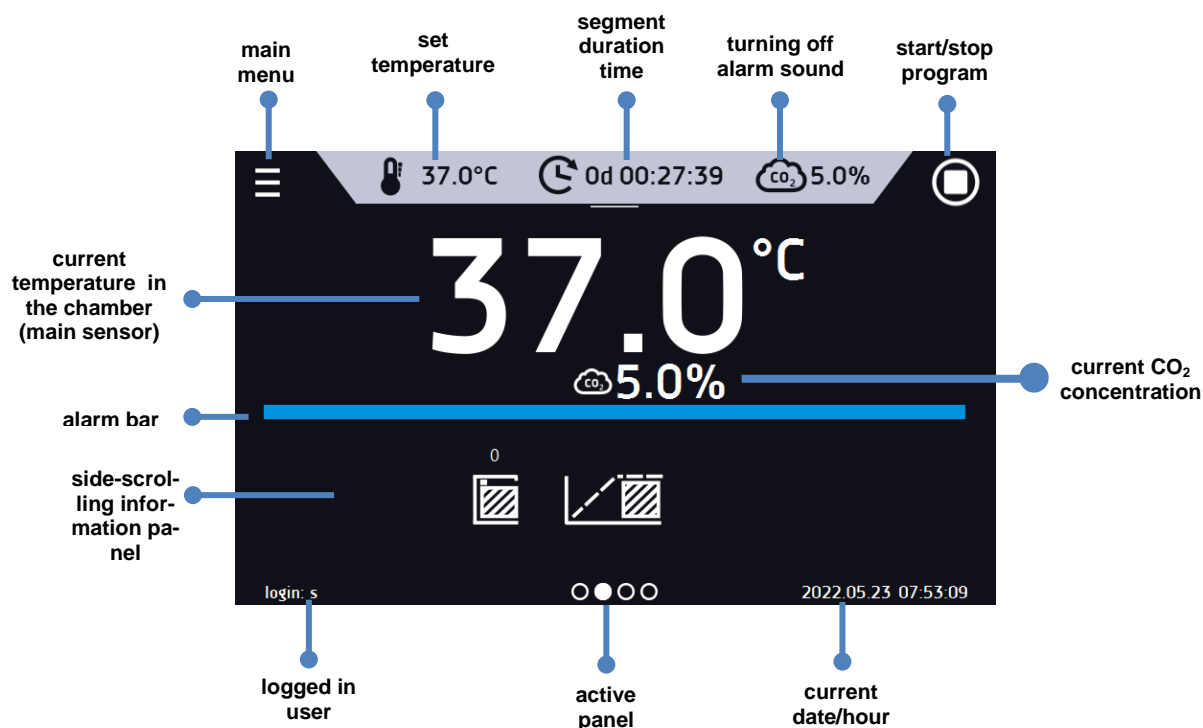 main
menu
set
temperature
segment
duration
time
turning off
alarm sound
start/stop
program
37.0°C
0d 00:27:39
CO₂ 5.0%
37.0 °C
current
temperature in
the chamber
(main sensor)
CO₂ 5.0%
current CO₂
concentration
alarm bar
side-scrol-
ling infor-
mation pa-
nel
0
login: s
2022.05.23 07:53:09
logged in
user
active
panel
current
date/hour